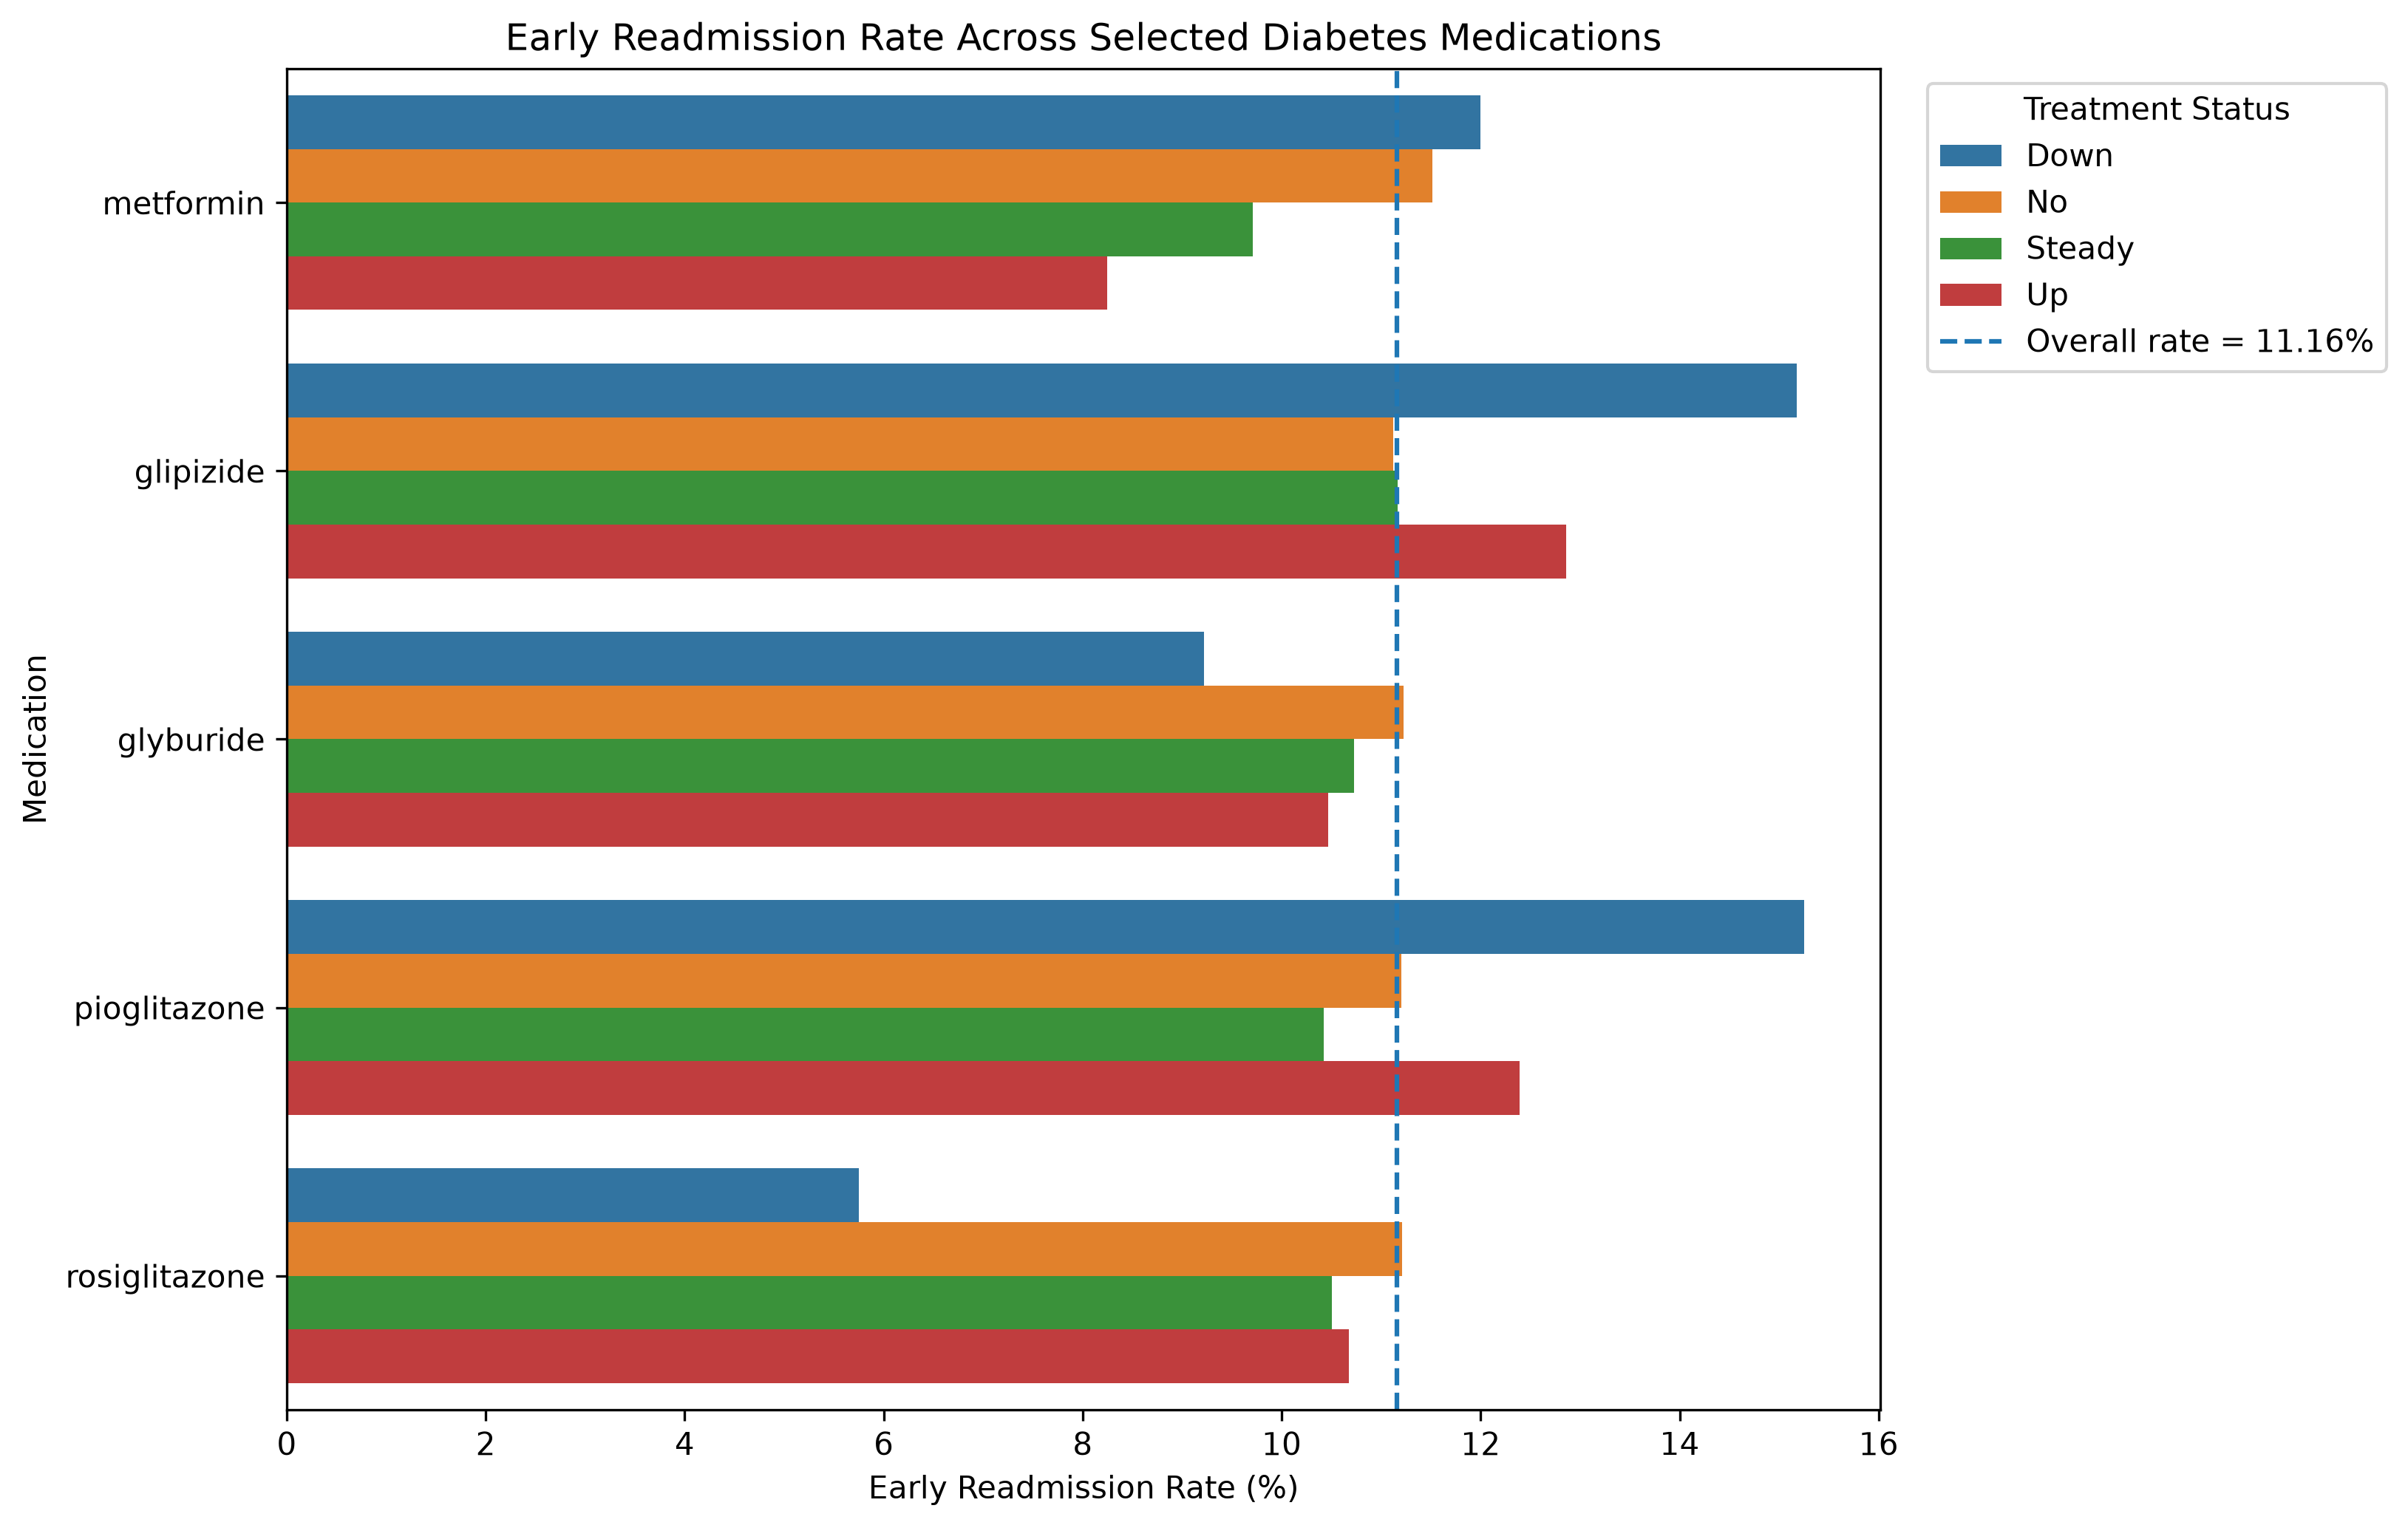 Early Readmission Rate Across Selected Diabetes Medications
Treatment Status
Down
No
Steady
Up
Overall rate = 11.16%
Medication
metformin
glipizide
glyburide
pioglitazone
rosiglitazone
0 2 4 6 8 10 12 14 16
Early Readmission Rate (%)